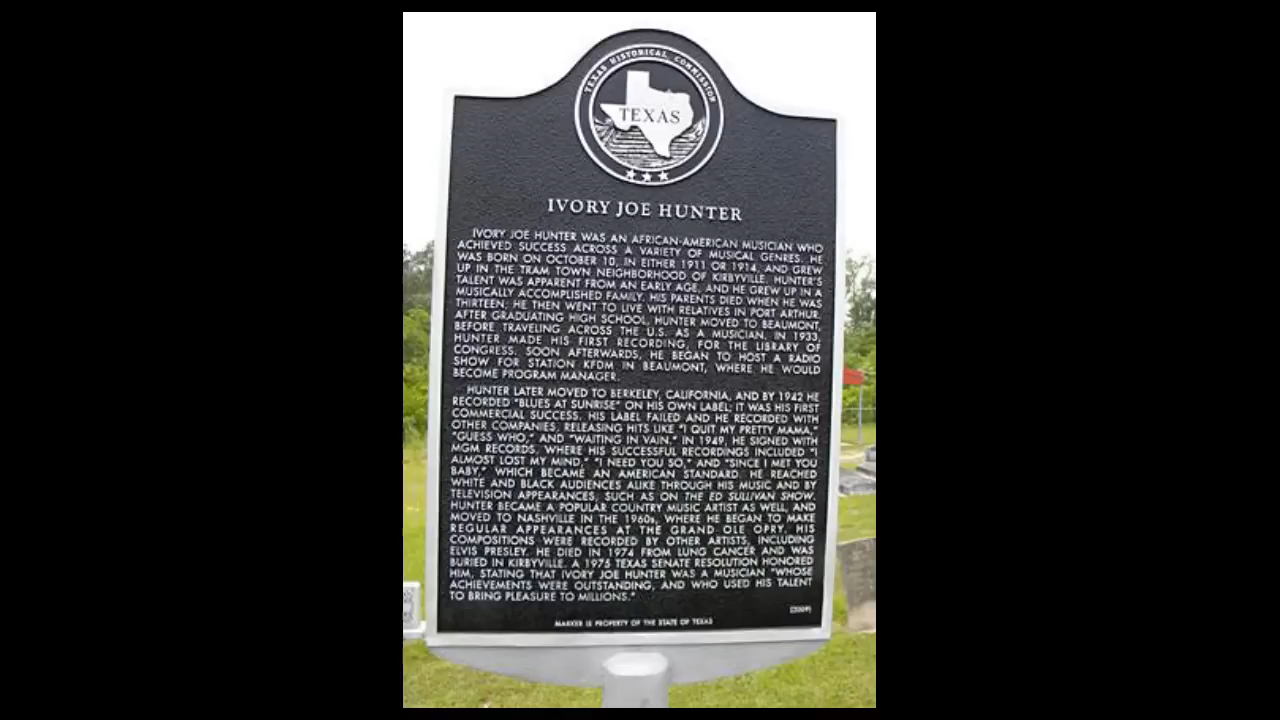 TEXAS HISTORICAL COMMISSION
TEXAS
IVORY JOE HUNTER
IVORY JOE HUNTER WAS AN AFRICAN-AMERICAN MUSICIAN WHO
ACHIEVED SUCCESS ACROSS A VARIETY OF MUSICAL GENRES. HE
WAS BORN ON OCTOBER 10, IN EITHER 1911 OR 1914, AND GREW
UP IN THE TRAM TOWN NEIGHBORHOOD OF KIRBYVILLE. HUNTER'S
TALENT WAS APPARENT FROM AN EARLY AGE, AND HE GREW UP IN A
MUSICALLY ACCOMPLISHED FAMILY. HIS PARENTS DIED WHEN HE WAS
THIRTEEN; HE THEN WENT TO LIVE WITH RELATIVES IN PORT ARTHUR.
AFTER GRADUATING HIGH SCHOOL, HUNTER MOVED TO BEAUMONT,
BEFORE TRAVELING ACROSS THE U.S. AS A MUSICIAN. IN 1933,
HUNTER MADE HIS FIRST RECORDING, FOR THE LIBRARY OF
CONGRESS. SOON AFTERWARDS, HE BEGAN TO HOST A RADIO
SHOW FOR STATION KFDM IN BEAUMONT, WHERE HE WOULD
BECOME PROGRAM MANAGER.
HUNTER LATER MOVED TO BERKELEY, CALIFORNIA, AND BY 1942 HE
RECORDED "BLUES AT SUNRISE" ON HIS OWN LABEL; IT WAS HIS FIRST
COMMERCIAL SUCCESS. HIS LABEL FAILED AND HE RECORDED WITH
OTHER COMPANIES, RELEASING HITS LIKE "I QUIT MY PRETTY MAMA,"
"GUESS WHO," AND "WAITING IN VAIN." IN 1949, HE SIGNED WITH
MGM RECORDS, WHERE HIS SUCCESSFUL RECORDINGS INCLUDED "I
ALMOST LOST MY MIND," "I NEED YOU SO," AND "SINCE I MET YOU
BABY," WHICH BECAME AN AMERICAN STANDARD. HE REACHED
WHITE AND BLACK AUDIENCES ALIKE THROUGH HIS MUSIC AND BY
TELEVISION APPEARANCES, SUCH AS ON THE ED SULLIVAN SHOW.
HUNTER BECAME A POPULAR COUNTRY MUSIC ARTIST AS WELL, AND
MOVED TO NASHVILLE IN THE 1960s, WHERE HE BEGAN TO MAKE
REGULAR APPEARANCES AT THE GRAND OLE OPRY. HIS
COMPOSITIONS WERE RECORDED BY OTHER ARTISTS, INCLUDING
ELVIS PRESLEY. HE DIED IN 1974 FROM LUNG CANCER AND WAS
BURIED IN KIRBYVILLE. A 1975 TEXAS SENATE RESOLUTION HONORED
HIM, STATING THAT IVORY JOE HUNTER WAS A MUSICIAN "WHOSE
ACHIEVEMENTS WERE OUTSTANDING, AND WHO USED HIS TALENT
TO BRING PLEASURE TO MILLIONS."
(2009)
MARKER IS PROPERTY OF THE STATE OF TEXAS